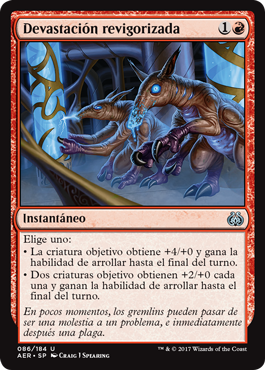 Devastación revigorizada 1
Instantáneo
Elige uno:
• La criatura objetivo obtiene +4/+0 y gana la
habilidad de arrollar hasta el final del turno.
• Dos criaturas objetivo obtienen +2/+0 cada
una y ganan la habilidad de arrollar hasta el
final del turno.
En pocos momentos, los gremlins pueden pasar de
ser una molestia a un problema, e inmediatamente
después una plaga.
086/184 U
AER • SP Craig J Spearing
™ & © 2017 Wizards of the Coast